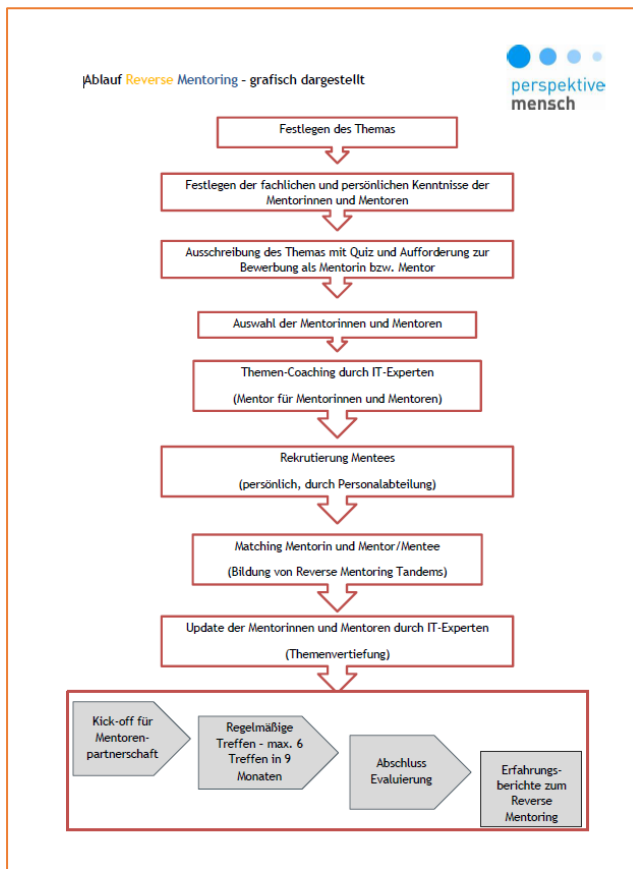 Ablauf Reverse Mentoring – grafisch dargestellt
perspektive
mensch
Festlegen des Themas
Festlegen der fachlichen und persönlichen Kenntnisse der
Mentorinnen und Mentoren
Ausschreibung des Themas mit Quiz und Aufforderung zur
Bewerbung als Mentorin bzw. Mentor
Auswahl der Mentorinnen und Mentoren
Themen-Coaching durch IT-Experten
(Mentor für Mentorinnen und Mentoren)
Rekrutierung Mentees
(persönlich, durch Personalabteilung)
Matching Mentorin und Mentor/Mentee
(Bildung von Reverse Mentoring Tandems)
Update der Mentorinnen und Mentoren durch IT-Experten
(Themenvertiefung)
Kick-off für
Mentoren-
partnerschaft
Regelmäßige
Treffen – max. 6
Treffen in 9
Monaten
Abschluss
Evaluierung
Erfahrungs-
berichte zum
Reverse
Mentoring